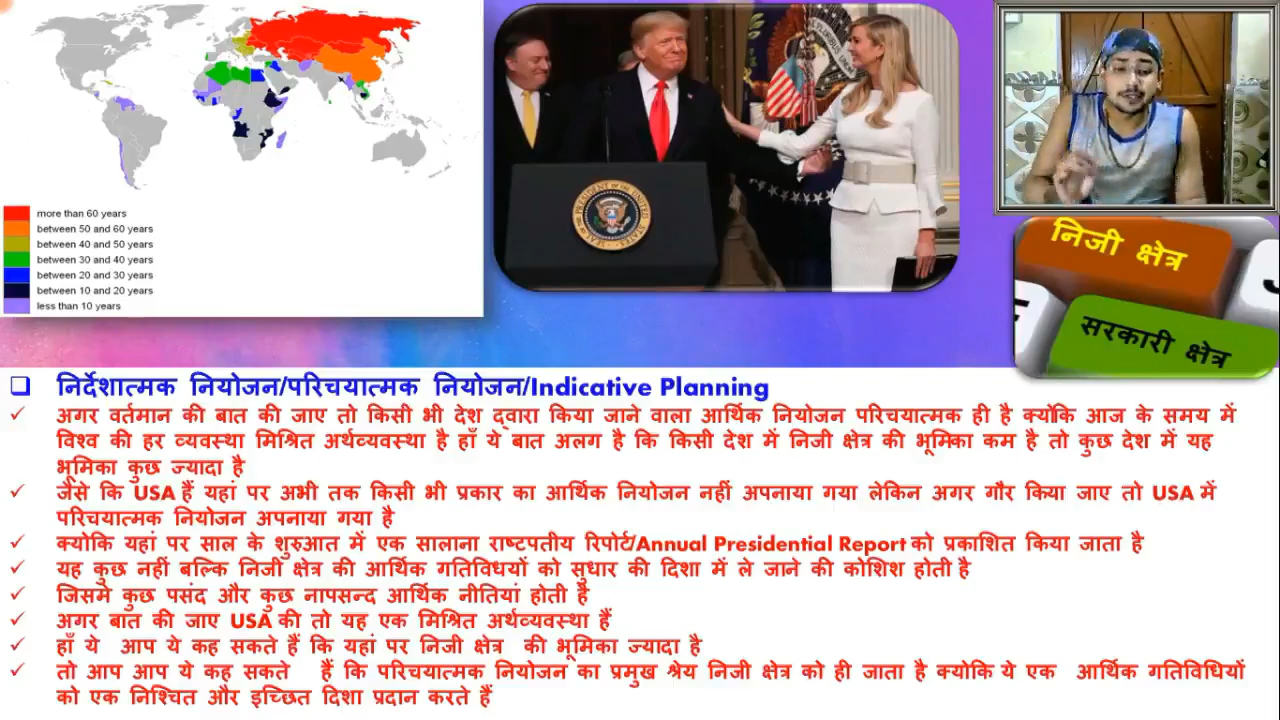 more than 60 years
between 50 and 60 years
between 40 and 50 years
between 30 and 40 years
between 20 and 30 years
between 10 and 20 years
less than 10 years
PRESIDENT OF THE UNITED STATES
निजी क्षेत्र
सरकारी क्षेत्र
निर्देशात्मक नियोजन/परिचयात्मक नियोजन/Indicative Planning
अगर वर्तमान की बात की जाए तो किसी भी देश द्वारा किया जाने वाला आर्थिक नियोजन परिचयात्मक ही है क्योंकि आज के समय में
विश्व की हर व्यवस्था मिश्रित अर्थव्यवस्था है हाँ ये बात अलग है कि किसी देश में निजी क्षेत्र की भूमिका कम है तो कुछ देश में यह
भूमिका कुछ ज्यादा है
जैसे कि USA हैं यहां पर अभी तक किसी भी प्रकार का आर्थिक नियोजन नहीं अपनाया गया लेकिन अगर गौर किया जाए तो USA में
परिचयात्मक नियोजन अपनाया गया है
क्योकि यहां पर साल के शुरुआत में एक सालाना राष्टपतीय रिपोर्ट/Annual Presidential Report को प्रकाशित किया जाता है
यह कुछ नहीं बल्कि निजी क्षेत्र की आर्थिक गतिविधयों को सुधार की दिशा में ले जाने की कोशिश होती है
जिसमे कुछ पसंद और कुछ नापसन्द आर्थिक नीतियां होती है
अगर बात की जाए USA की तो यह एक मिश्रित अर्थव्यवस्था हैं
हाँ ये आप ये कह सकते हैं कि यहां पर निजी क्षेत्र की भूमिका ज्यादा है
तो आप आप ये कह सकते हैं कि परिचयात्मक नियोजन का प्रमुख श्रेय निजी क्षेत्र को ही जाता है क्योकि ये एक आर्थिक गतिविधियों
को एक निश्चित और इच्छित दिशा प्रदान करते हैं